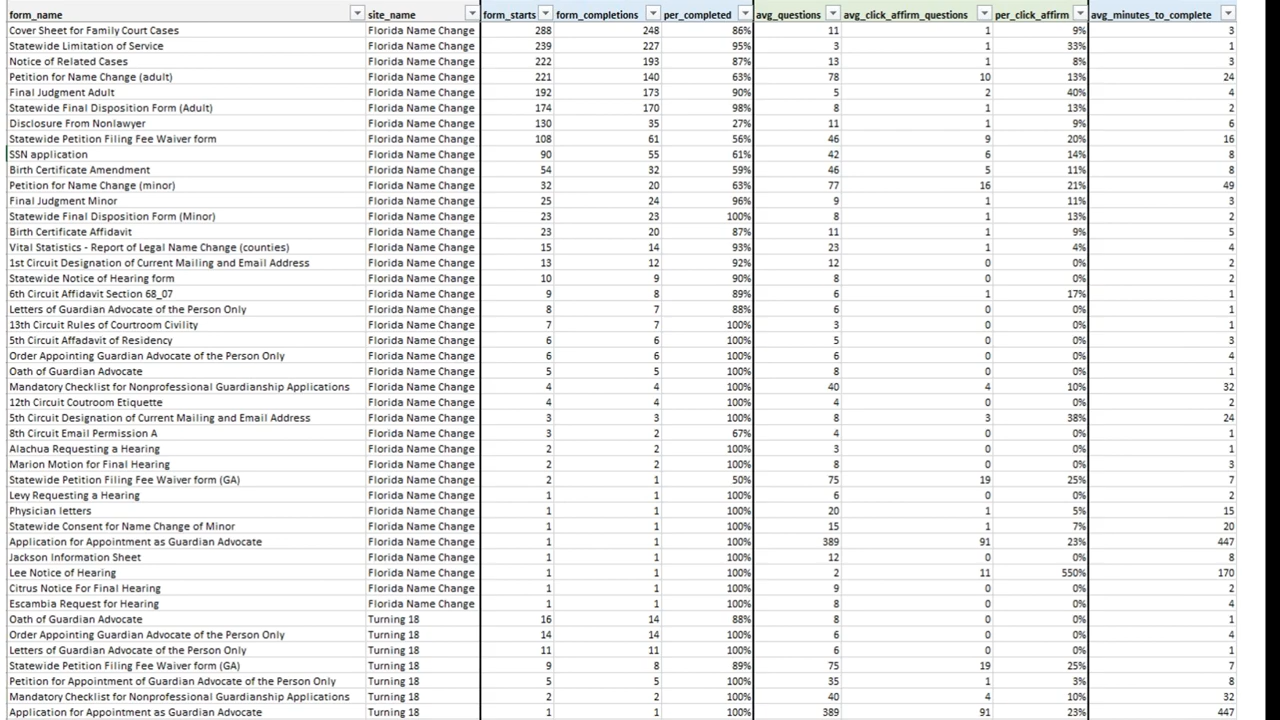 form_name site_name form_starts form_completions per_completed avg_questions avg_click_affirm_questions per_click_affirm avg_minutes_to_complete
Cover Sheet for Family Court Cases Florida Name Change 288 248 86% 11 1 9% 3
Statewide Limitation of Service Florida Name Change 239 227 95% 3 1 33% 1
Notice of Related Cases Florida Name Change 222 193 87% 13 1 8% 3
Petition for Name Change (adult) Florida Name Change 221 140 63% 78 10 13% 24
Final Judgment Adult Florida Name Change 192 173 90% 5 2 40% 4
Statewide Final Disposition Form (Adult) Florida Name Change 174 170 98% 8 1 13% 2
Disclosure From Nonlawyer Florida Name Change 130 35 27% 11 1 9% 6
Statewide Petition Filing Fee Waiver form Florida Name Change 108 61 56% 46 9 20% 16
SSN application Florida Name Change 90 55 61% 42 6 14% 8
Birth Certificate Amendment Florida Name Change 54 32 59% 46 5 11% 8
Petition for Name Change (minor) Florida Name Change 32 20 63% 77 16 21% 49
Final Judgment Minor Florida Name Change 25 24 96% 9 1 11% 3
Statewide Final Disposition Form (Minor) Florida Name Change 23 23 100% 8 1 13% 2
Birth Certificate Affidavit Florida Name Change 23 20 87% 11 1 9% 5
Vital Statistics - Report of Legal Name Change (counties) Florida Name Change 15 14 93% 23 1 4% 4
1st Circuit Designation of Current Mailing and Email Address Florida Name Change 13 12 92% 12 0 0% 2
Statewide Notice of Hearing form Florida Name Change 10 9 90% 8 0 0% 2
6th Circuit Affidavit Section 68_07 Florida Name Change 9 8 89% 6 1 17% 1
Letters of Guardian Advocate of the Person Only Florida Name Change 8 7 88% 6 0 0% 1
13th Circuit Rules of Courtroom Civility Florida Name Change 7 7 100% 3 0 0% 1
5th Circuit Affadavit of Residency Florida Name Change 6 6 100% 5 0 0% 3
Order Appointing Guardian Advocate of the Person Only Florida Name Change 6 6 100% 6 0 0% 4
Oath of Guardian Advocate Florida Name Change 5 5 100% 8 0 0% 1
Mandatory Checklist for Nonprofessional Guardianship Applications Florida Name Change 4 4 100% 40 4 10% 32
12th Circuit Coutroom Etiquette Florida Name Change 4 4 100% 4 0 0% 2
5th Circuit Designation of Current Mailing and Email Address Florida Name Change 3 3 100% 8 3 38% 24
8th Circuit Email Permission A Florida Name Change 3 2 67% 4 0 0% 1
Alachua Requesting a Hearing Florida Name Change 2 2 100% 3 0 0% 1
Marion Motion for Final Hearing Florida Name Change 2 2 100% 8 0 0% 3
Statewide Petition Filing Fee Waiver form (GA) Florida Name Change 2 1 50% 75 19 25% 7
Levy Requesting a Hearing Florida Name Change 1 1 100% 6 0 0% 2
Physician letters Florida Name Change 1 1 100% 20 1 5% 15
Statewide Consent for Name Change of Minor Florida Name Change 1 1 100% 15 1 7% 20
Application for Appointment as Guardian Advocate Florida Name Change 1 1 100% 389 91 23% 447
Jackson Information Sheet Florida Name Change 1 1 100% 12 0 0% 8
Lee Notice of Hearing Florida Name Change 1 1 100% 2 11 550% 170
Citrus Notice For Final Hearing Florida Name Change 1 1 100% 9 0 0% 2
Escambia Request for Hearing Florida Name Change 1 1 100% 8 0 0% 4
Oath of Guardian Advocate Turning 18 16 14 88% 8 0 0% 1
Order Appointing Guardian Advocate of the Person Only Turning 18 14 14 100% 6 0 0% 4
Letters of Guardian Advocate of the Person Only Turning 18 11 11 100% 6 0 0% 1
Statewide Petition Filing Fee Waiver form (GA) Turning 18 9 8 89% 75 19 25% 7
Petition for Appointment of Guardian Advocate of the Person Only Turning 18 5 5 100% 35 1 3% 8
Mandatory Checklist for Nonprofessional Guardianship Applications Turning 18 2 2 100% 40 4 10% 32
Application for Appointment as Guardian Advocate Turning 18 1 1 100% 389 91 23% 447